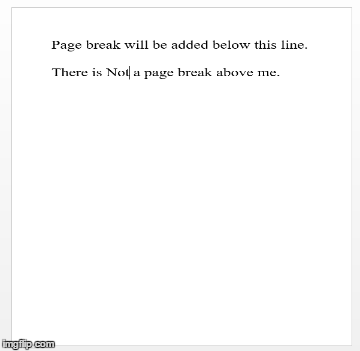 Page break will be added below this line.
There is Not a page break above me.
imgflip.com